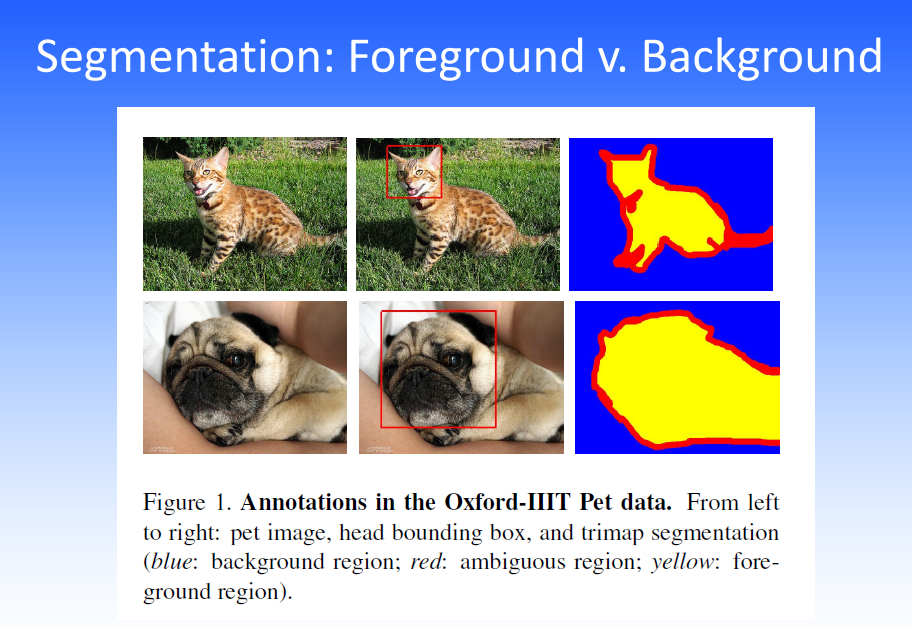 Segmentation: Foreground v. Background
Figure 1. Annotations in the Oxford-IIIT Pet data. From left
to right: pet image, head bounding box, and trimap segmentation
(blue: background region; red: ambiguous region; yellow: fore-
ground region).